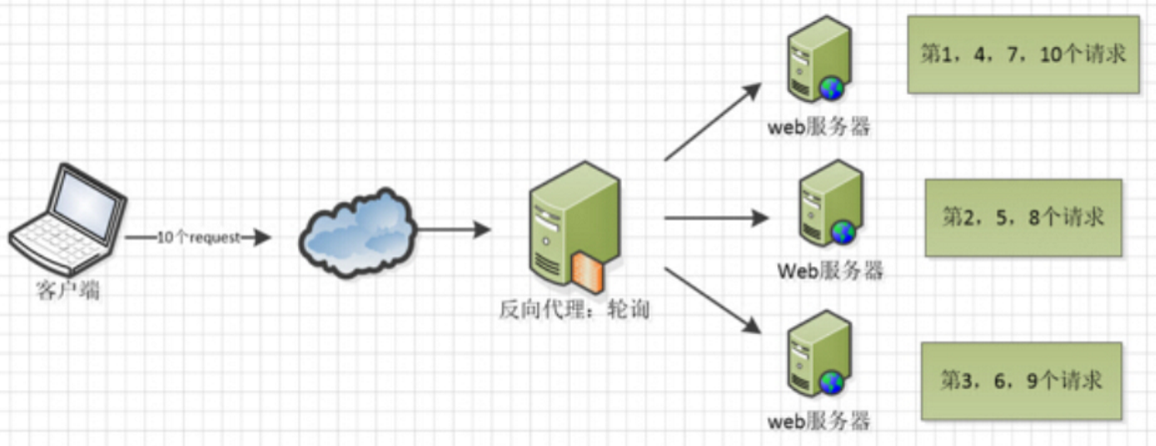 客户端
10个request
反向代理：轮询
web服务器
第1，4，7，10个请求
Web服务器
第2，5，8个请求
web服务器
第3，6，9个请求